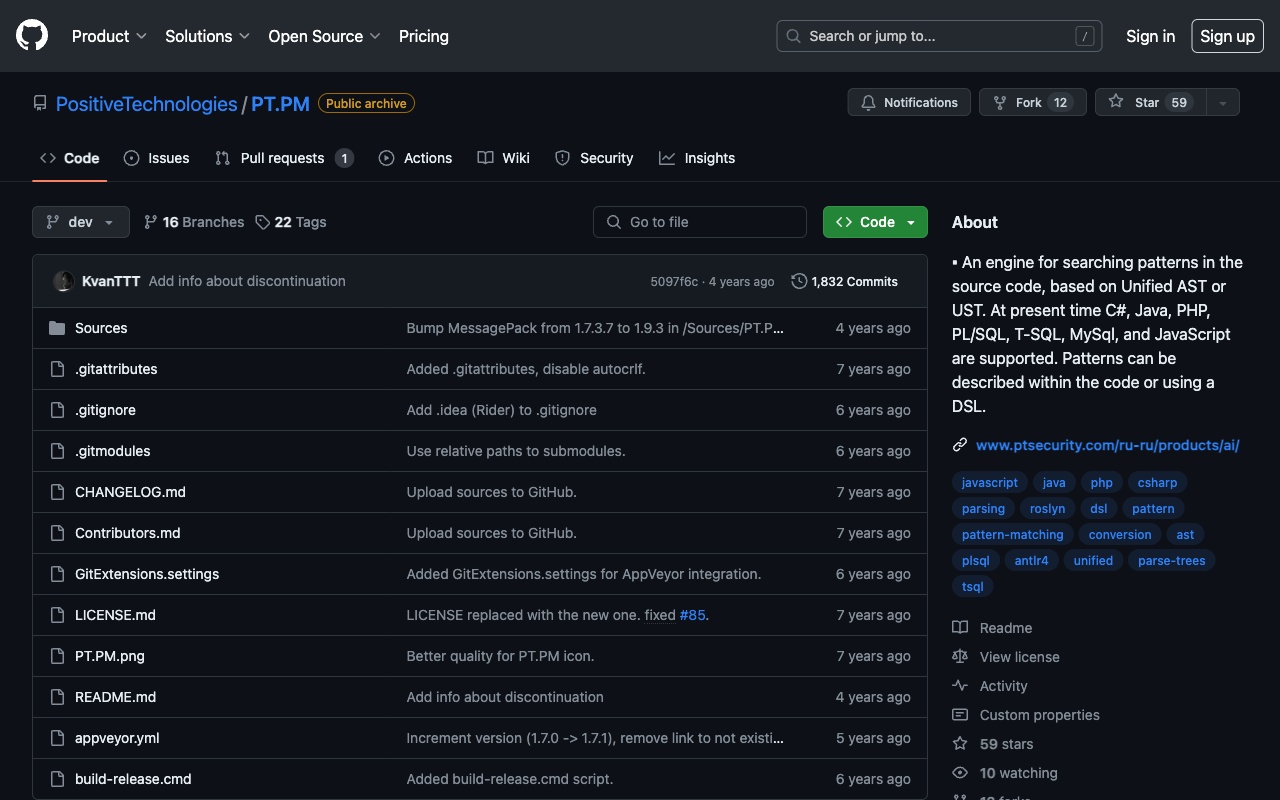 Product Solutions Open Source Pricing Search or jump to... / Sign in Sign up
PositiveTechnologies / PT.PM Public archive Notifications Fork 12 Star 59
Code Issues Pull requests 1 Actions Wiki Security Insights
dev 16 Branches 22 Tags Go to file Code
KvanTTT Add info about discontinuation 5097f6c · 4 years ago 1,832 Commits
Sources Bump MessagePack from 1.7.3.7 to 1.9.3 in /Sources/PT.P... 4 years ago
.gitattributes Added .gitattributes, disable autocrlf. 7 years ago
.gitignore Add .idea (Rider) to .gitignore 6 years ago
.gitmodules Use relative paths to submodules. 6 years ago
CHANGELOG.md Upload sources to GitHub. 7 years ago
Contributors.md Upload sources to GitHub. 7 years ago
GitExtensions.settings Added GitExtensions.settings for AppVeyor integration. 6 years ago
LICENSE.md LICENSE replaced with the new one. fixed #85. 7 years ago
PT.PM.png Better quality for PT.PM icon. 7 years ago
README.md Add info about discontinuation 4 years ago
appveyor.yml Increment version (1.7.0 -> 1.7.1), remove link to not existi... 5 years ago
build-release.cmd Added build-release.cmd script. 6 years ago
About
▪ An engine for searching patterns in the
source code, based on Unified AST or
UST. At present time C#, Java, PHP,
PL/SQL, T-SQL, MySql, and JavaScript
are supported. Patterns can be
described within the code or using a
DSL.
www.ptsecurity.com/ru-ru/products/ai/
javascript java php csharp
parsing roslyn dsl pattern
pattern-matching conversion ast
plsql antlr4 unified parse-trees
tsql
Readme
View license
Activity
Custom properties
59 stars
10 watching